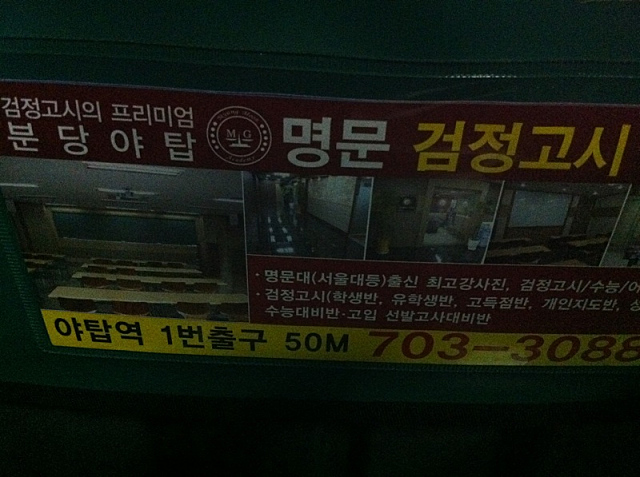 검정고시의 프리미엄
분당야탑
M G
명문 검정고시
· 명문대(서울대등)출신 최고강사진, 검정고시/수능/
· 검정고시(학생반, 유학생반, 고득점반, 개인지도반,
수능대비반-고입 선발고사대비반
야탑역 1번출구 50M 703-3088